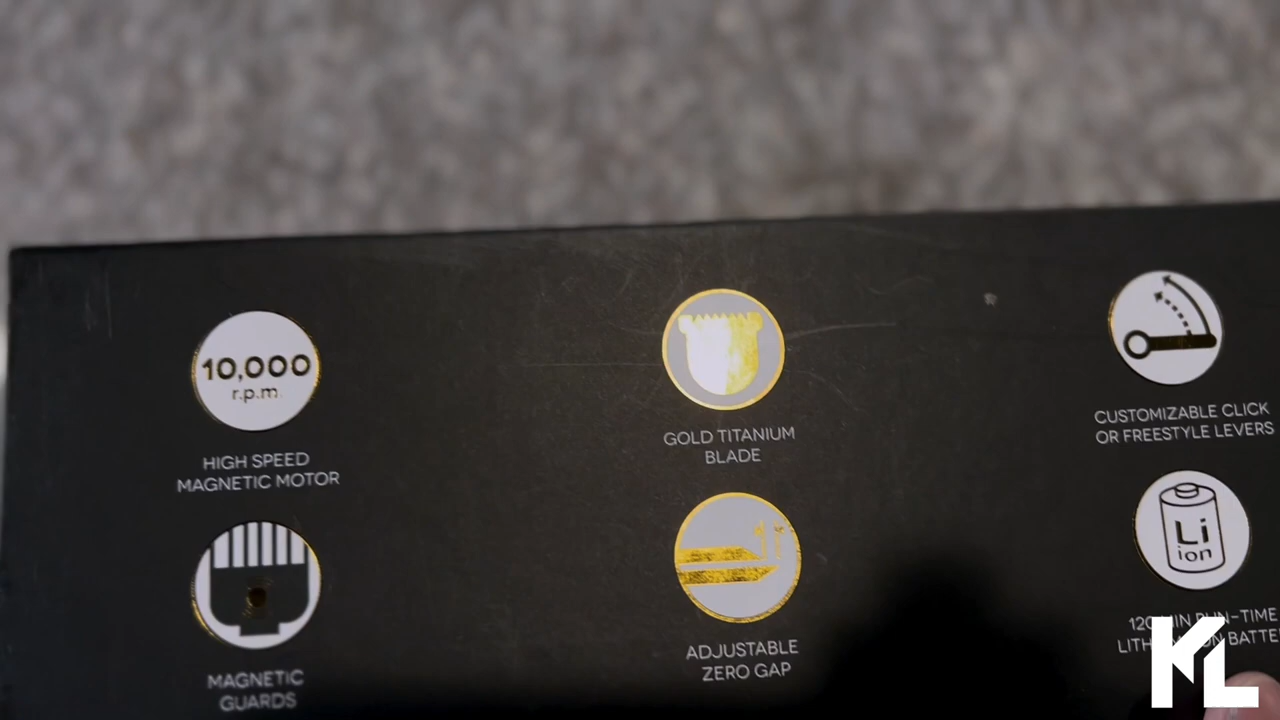 10,000
r.p.m.
HIGH SPEED
MAGNETIC MOTOR
GOLD TITANIUM
BLADE
CUSTOMIZABLE CLICK
OR FREESTYLE LEVERS
MAGNETIC
GUARDS
ADJUSTABLE
ZERO GAP
Li
ion
KL